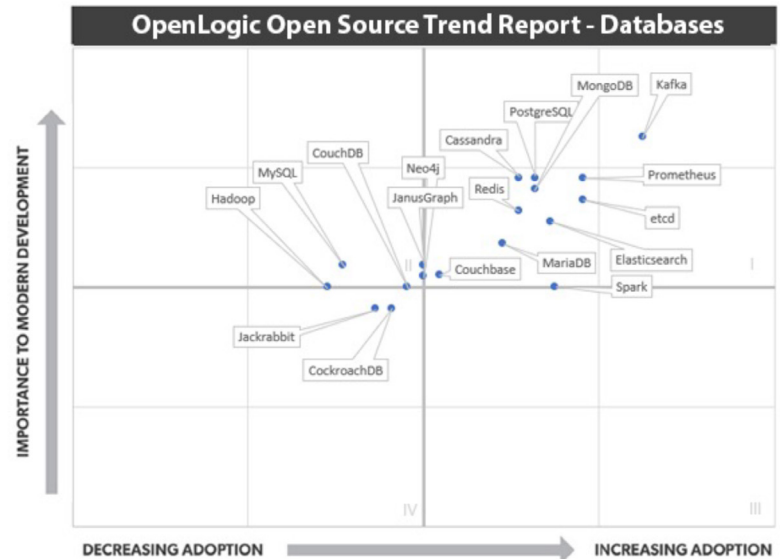 OpenLogic Open Source Trend Report - Databases
IMPORTANCE TO MODERN DEVELOPMENT
MongoDB
Kafka
PostgreSQL
Cassandra
CouchDB
Neo4j
MySQL
Prometheus
Redis
Hadoop
JanusGraph
etcd
II
Couchbase
MariaDB
Elasticsearch
I
Spark
Jackrabbit
CockroachDB
IV
III
DECREASING ADOPTION
INCREASING ADOPTION